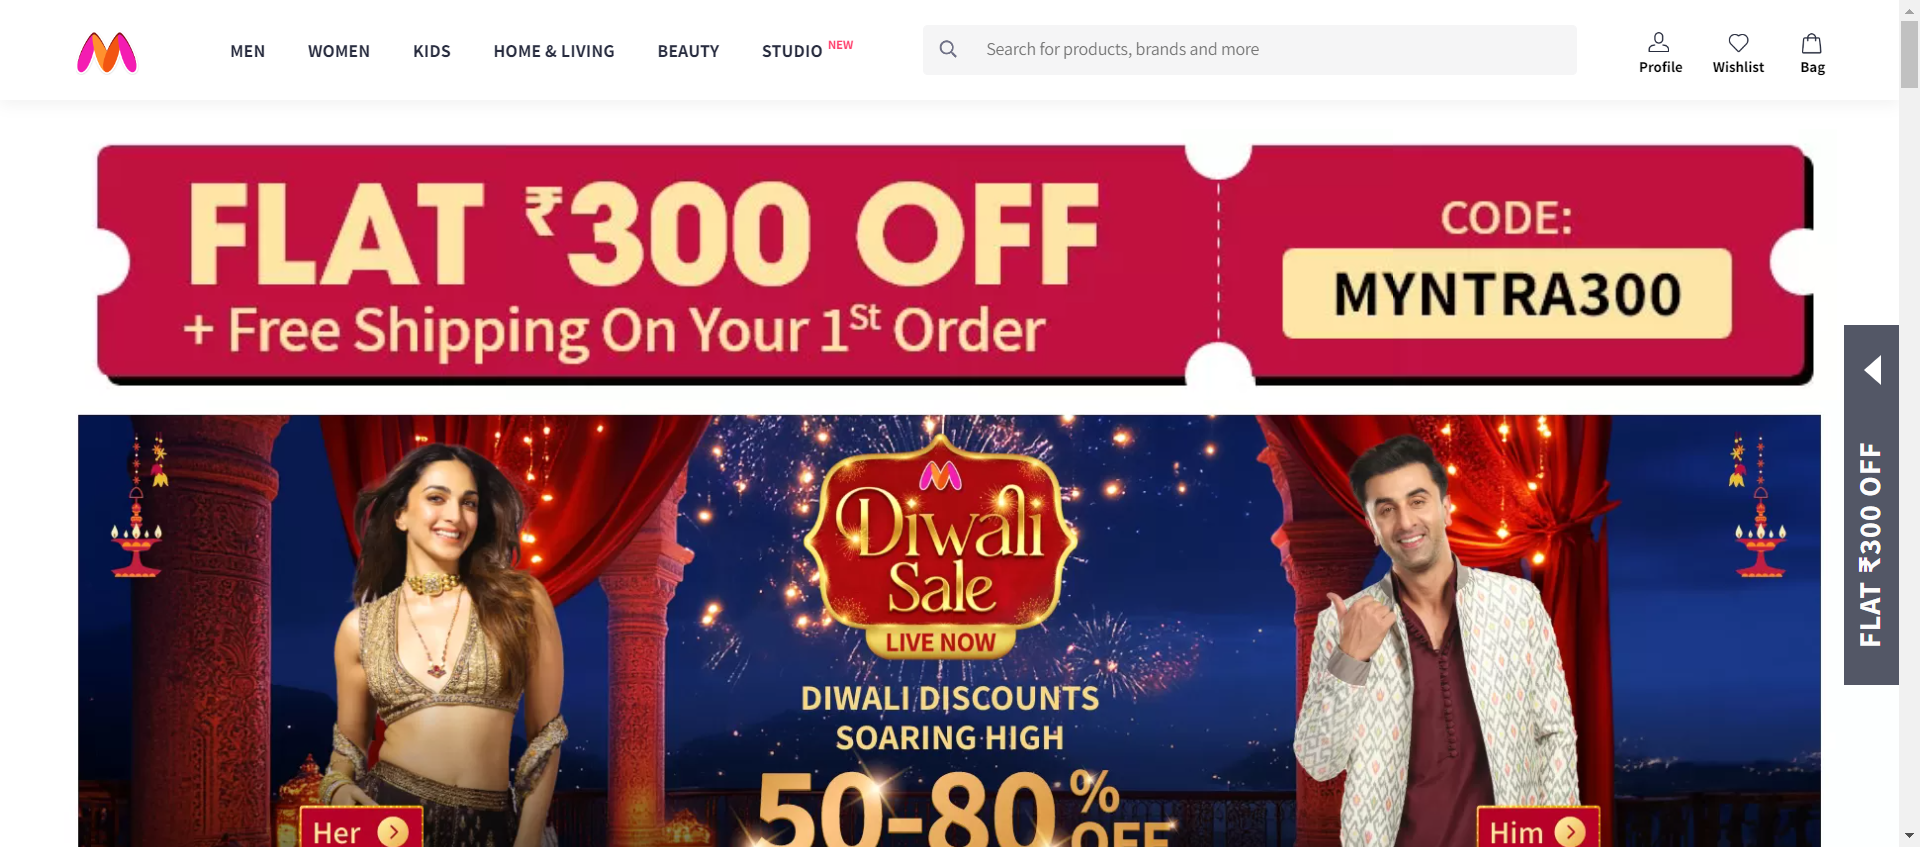 MEN WOMEN KIDS HOME & LIVING BEAUTY STUDIO NEW
Search for products, brands and more
Profile Wishlist Bag
FLAT ₹300 OFF
+ Free Shipping On Your 1st Order
CODE:
MYNTRA300
FLAT ₹300 OFF
Diwali
Sale
LIVE NOW
DIWALI DISCOUNTS
SOARING HIGH
50-80% OFF
Her
Him